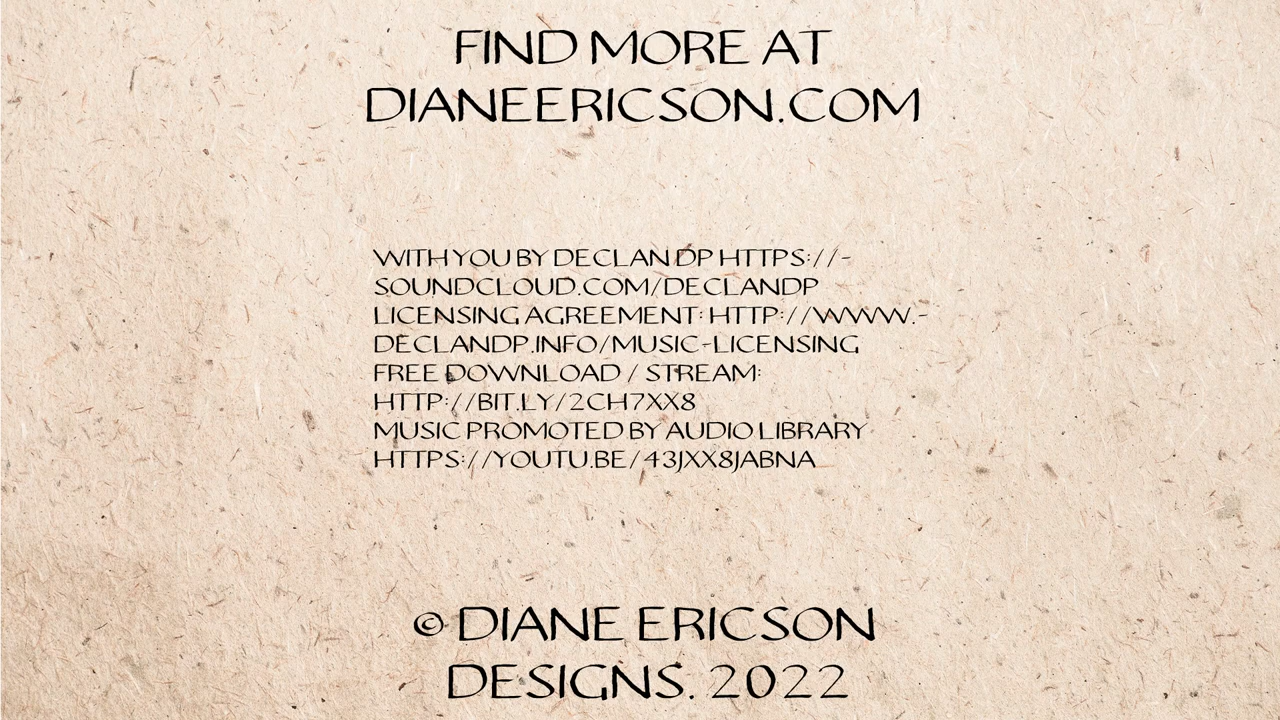 FIND MORE AT
DIANEERICSON.COM
WITH YOU BY DECLAN DP HTTPS://-
SOUNDCLOUD.COM/DECLANDP
LICENSING AGREEMENT: HTTP://WWW.-
DECLANDP.INFO/MUSIC-LICENSING
FREE DOWNLOAD / STREAM:
HTTP://BIT.LY/2CH7XX8
MUSIC PROMOTED BY AUDIO LIBRARY
HTTPS://YOUTU.BE/43JXX8JABNA
© DIANE ERICSON
DESIGNS. 2022